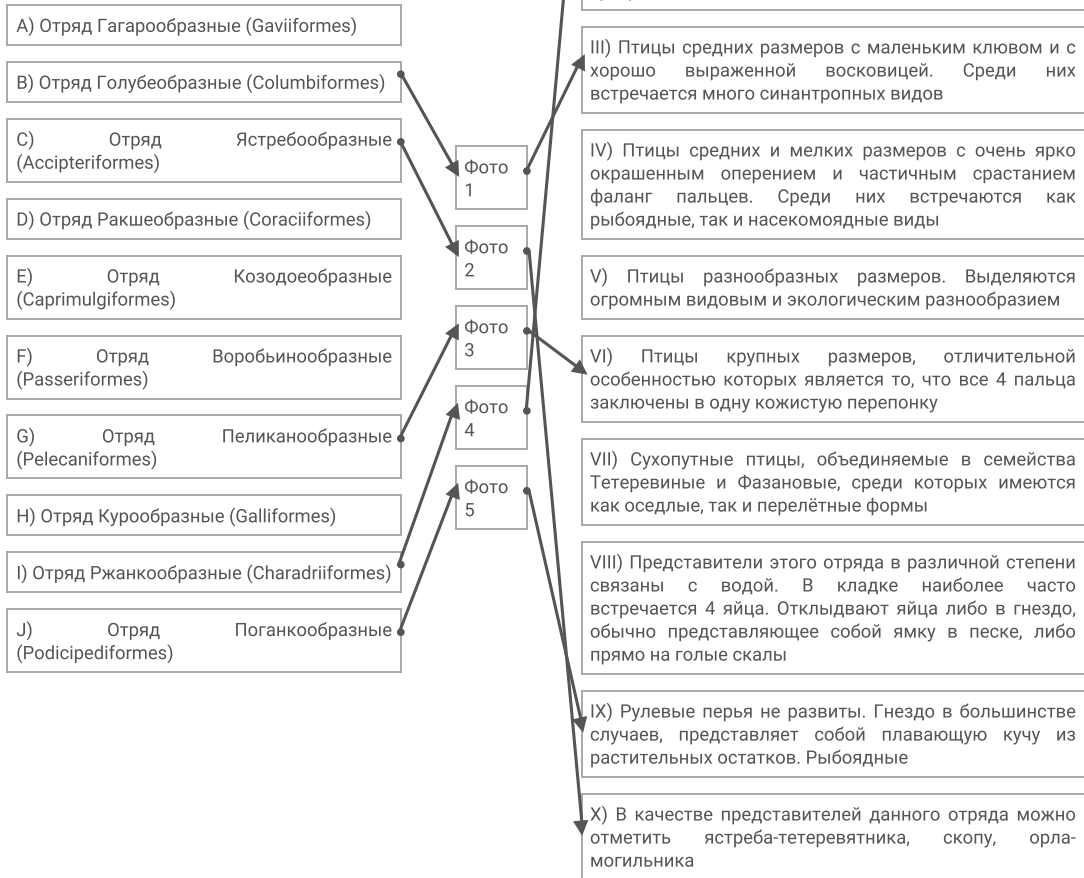 A) Отряд Гагарообразные (Gaviiformes)
B) Отряд Голубеобразные (Columbiformes)
C) Отряд Ястребообразные
(Accipteriformes)
D) Отряд Ракшеобразные (Coraciiformes)
E) Отряд Козодоеобразные
(Caprimulgiformes)
F) Отряд Воробьинообразные
(Passeriformes)
G) Отряд Пеликанообразные
(Pelecaniformes)
H) Отряд Курообразные (Galliformes)
I) Отряд Ржанкообразные (Charadriiformes)
J) Отряд Поганкообразные
(Podicipediformes)
Фото
1
Фото
2
Фото
3
Фото
4
Фото
5
III) Птицы средних размеров с маленьким клювом и с
хорошо выраженной восковицей. Среди них
встречается много синантропных видов
IV) Птицы средних и мелких размеров с очень ярко
окрашенным оперением и частичным срастанием
фаланг пальцев. Среди них встречаются как
рыбоядные, так и насекомоядные виды
V) Птицы разнообразных размеров. Выделяются
огромным видовым и экологическим разнообразием
VI) Птицы крупных размеров, отличительной
особенностью которых является то, что все 4 пальца
заключены в одну кожистую перепонку
VII) Сухопутные птицы, объединяемые в семейства
Тетеревиные и Фазановые, среди которых имеются
как оседлые, так и перелётные формы
VIII) Представители этого отряда в различной степени
связаны с водой. В кладке наиболее часто
встречается 4 яйца. Отклыдвают яйца либо в гнездо,
обычно представляющее собой ямку в песке, либо
прямо на голые скалы
IX) Рулевые перья не развиты. Гнездо в большинстве
случаев, представляет собой плавающую кучу из
растительных остатков. Рыбоядные
X) В качестве представителей данного отряда можно
отметить ястреба-тетеревятника, скопу, орла-
могильника